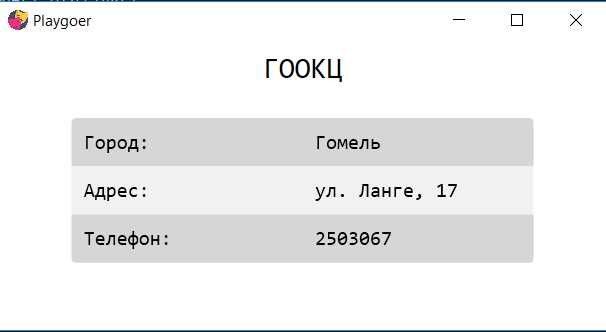 Playgoer
ГООКЦ
Город: Гомель
Адрес: ул. Ланге, 17
Телефон: 2503067